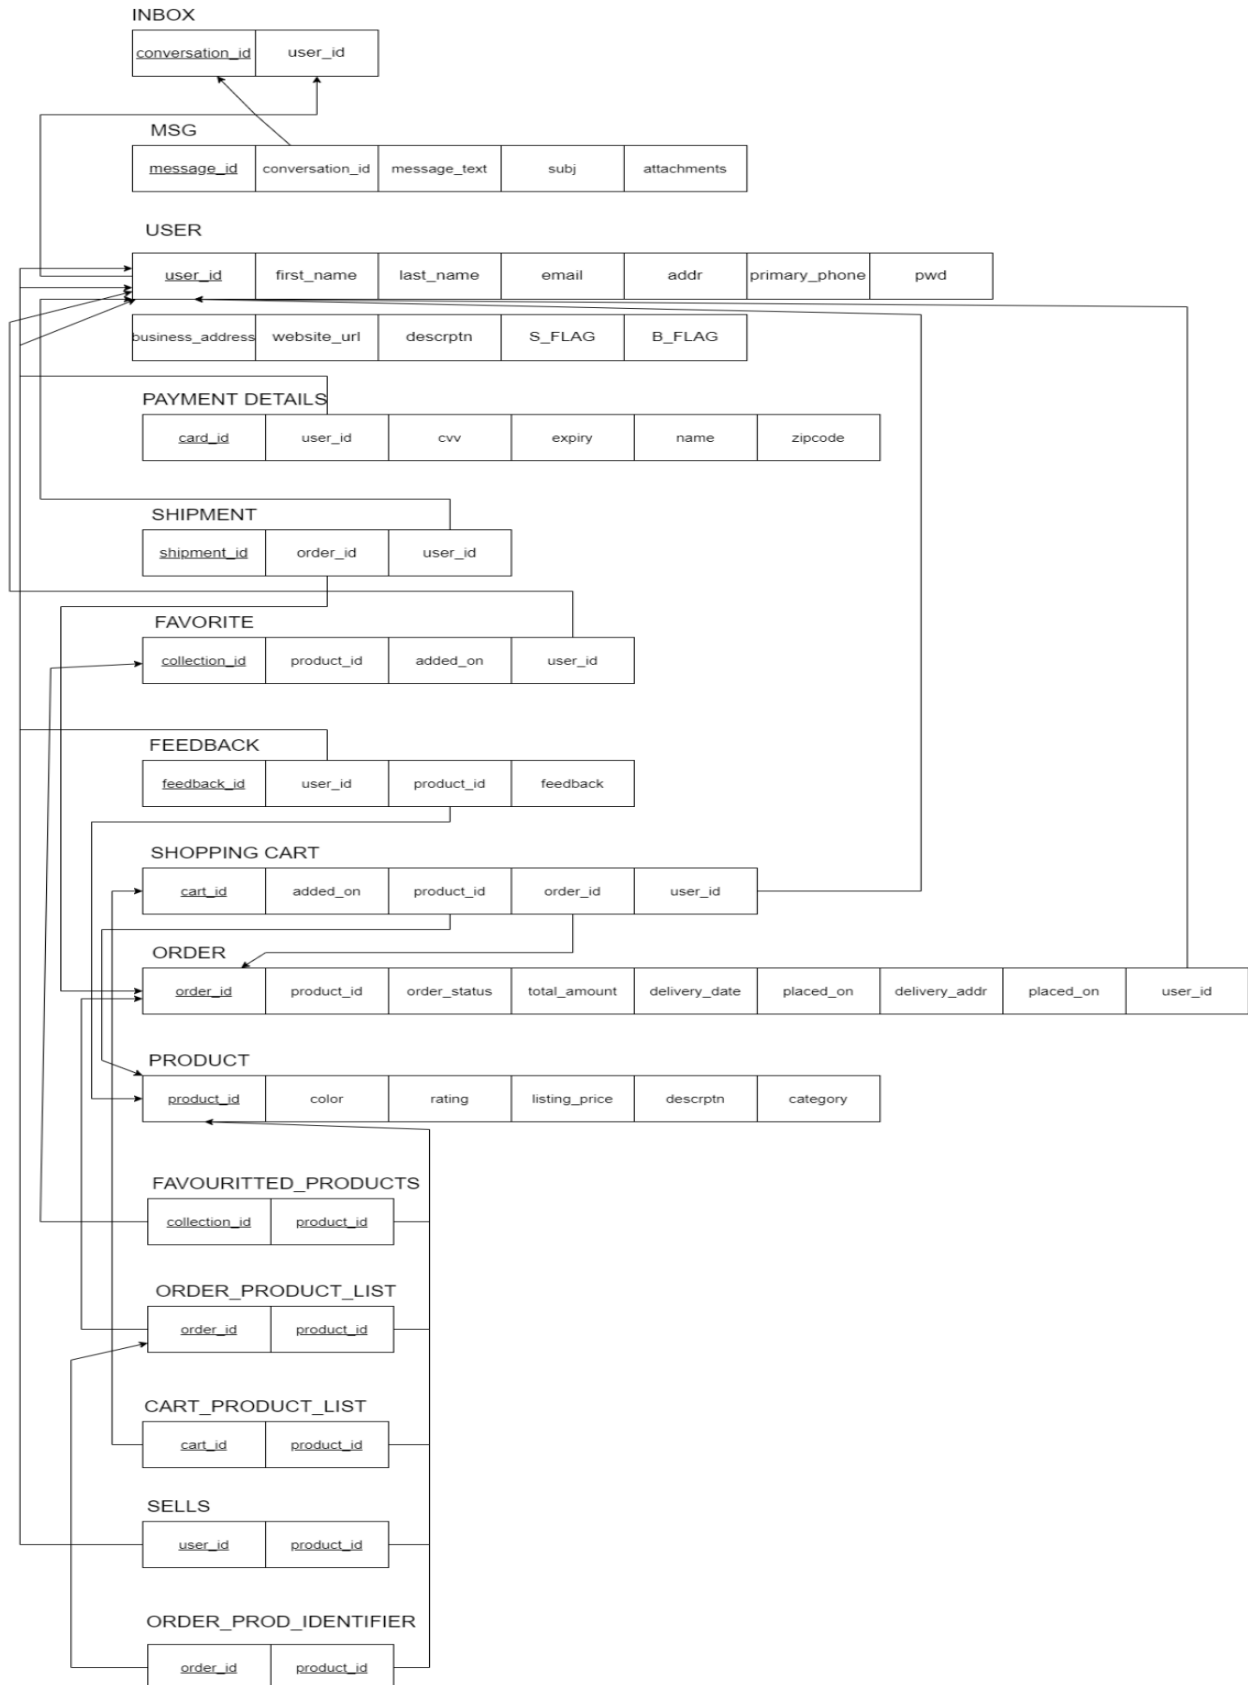 INBOX
conversation_id user_id
MSG
message_id conversation_id message_text subj attachments
USER
user_id first_name last_name email addr primary_phone pwd
business_address website_url descrptn S_FLAG B_FLAG
PAYMENT DETAILS
card_id user_id cvv expiry name zipcode
SHIPMENT
shipment_id order_id user_id
FAVORITE
collection_id product_id added_on user_id
FEEDBACK
feedback_id user_id product_id feedback
SHOPPING CART
cart_id added_on product_id order_id user_id
ORDER
order_id product_id order_status total_amount delivery_date placed_on delivery_addr placed_on user_id
PRODUCT
product_id color rating listing_price descrptn category
FAVOURITTED_PRODUCTS
collection_id product_id
ORDER_PRODUCT_LIST
order_id product_id
CART_PRODUCT_LIST
cart_id product_id
SELLS
user_id product_id
ORDER_PROD_IDENTIFIER
order_id product_id